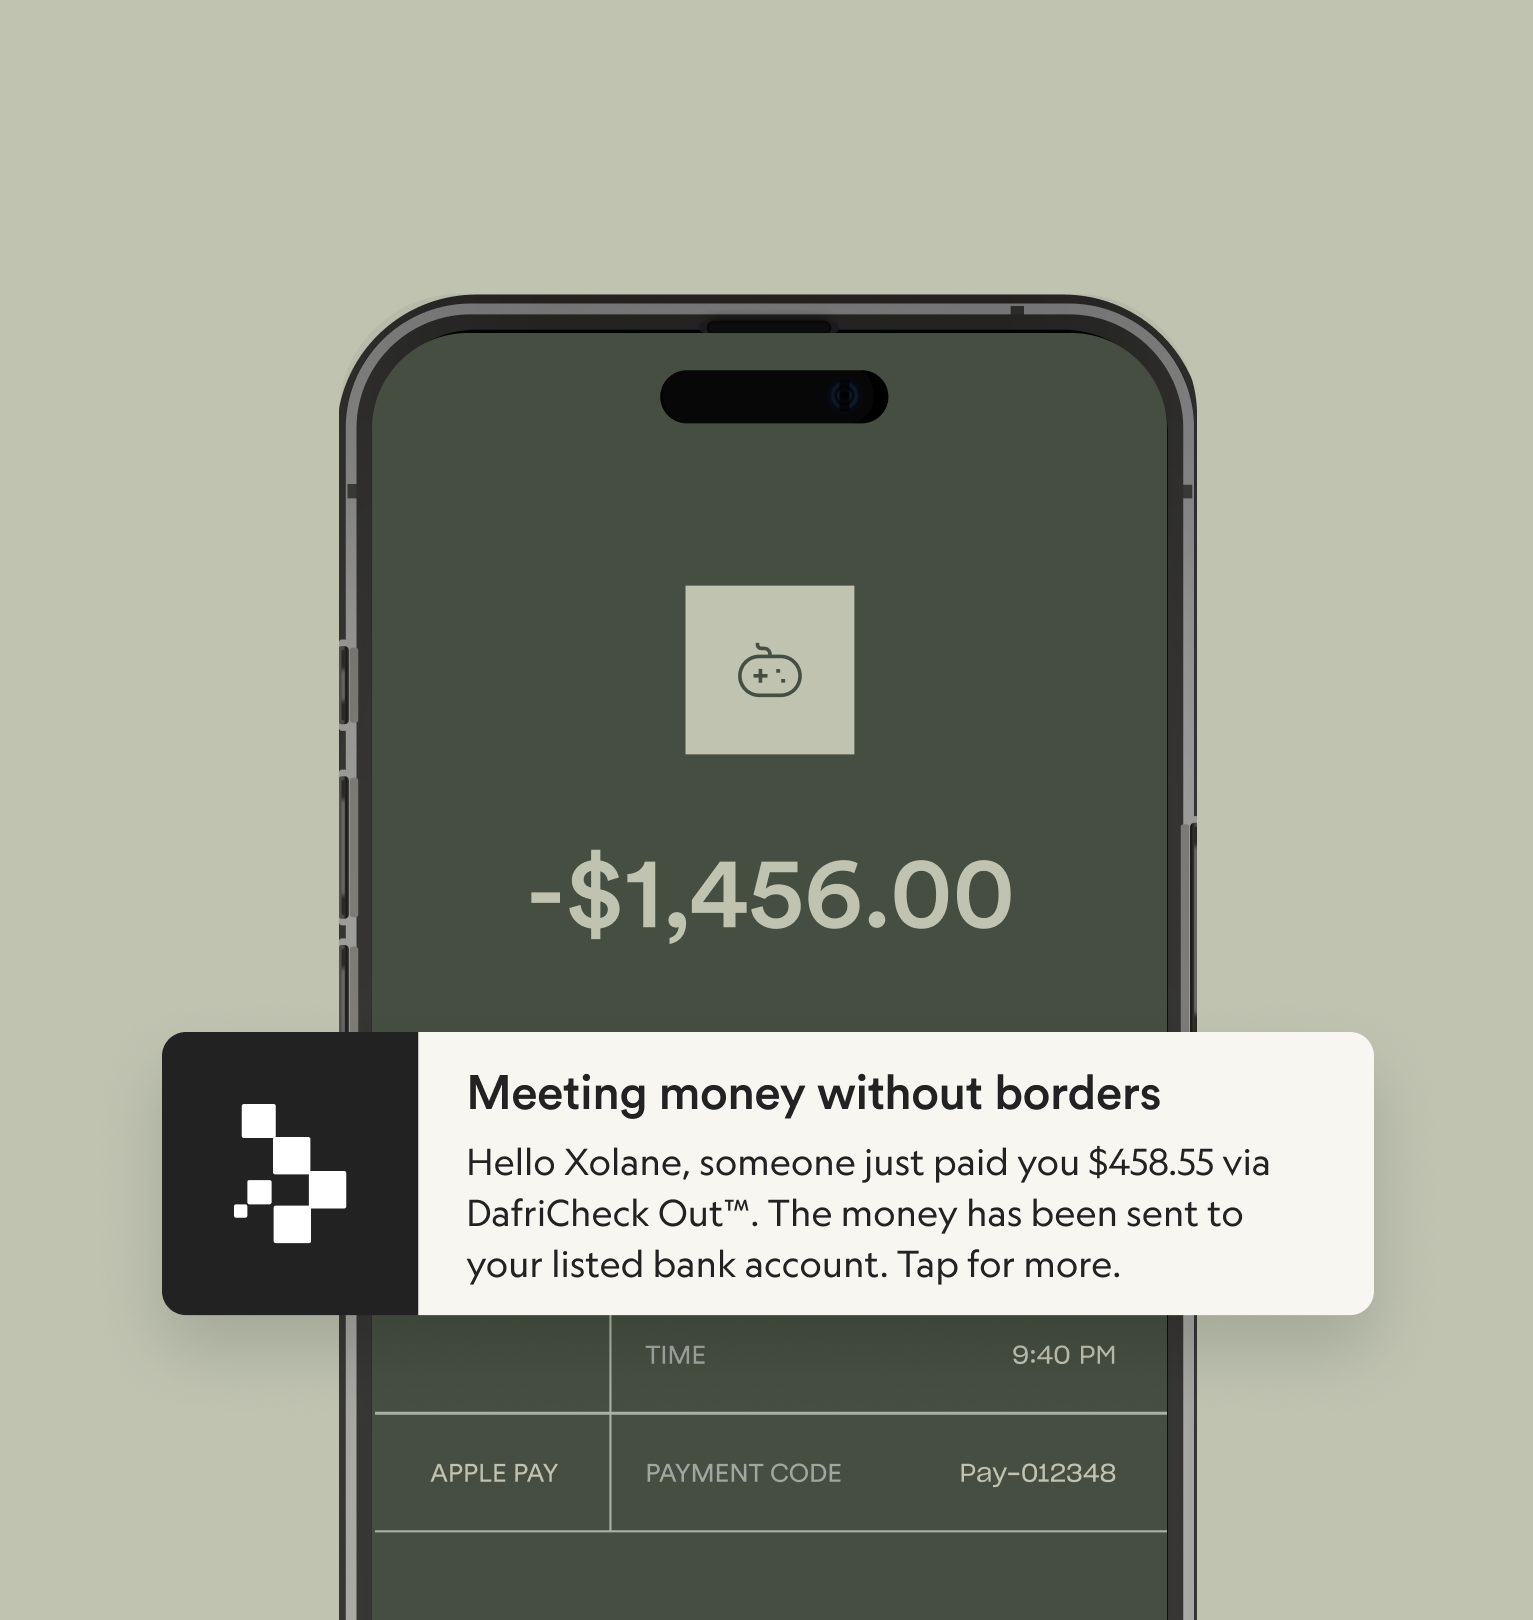 -$1,456.00
Meeting money without borders
Hello Xolane, someone just paid you $458.55 via
DafriCheck Out™. The money has been sent to
your listed bank account. Tap for more.
TIME 9:40 PM
APPLE PAY PAYMENT CODE Pay-012348